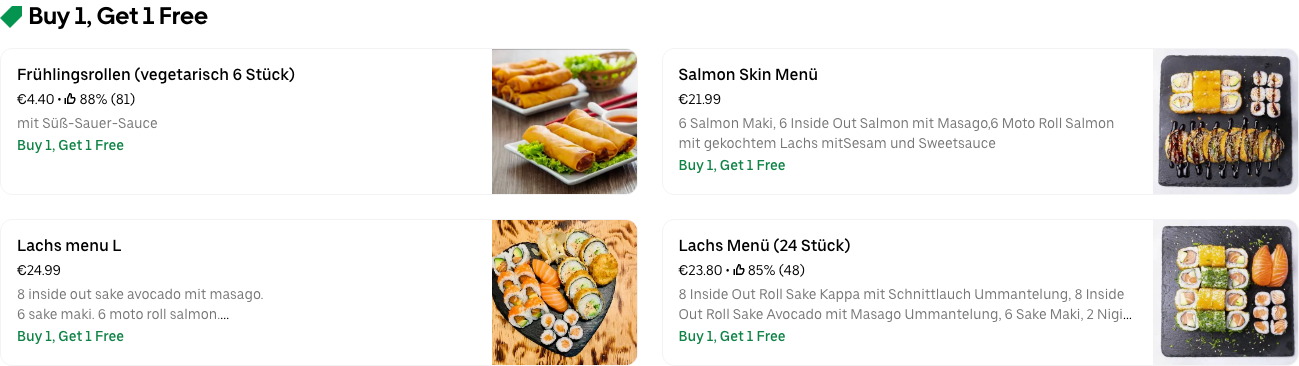 Buy 1, Get 1 Free
Frühlingsrollen (vegetarisch 6 Stück)
€4.40 • 88% (81)
mit Süß-Sauer-Sauce
Buy 1, Get 1 Free
Salmon Skin Menü
€21.99
6 Salmon Maki, 6 Inside Out Salmon mit Masago,6 Moto Roll Salmon
mit gekochtem Lachs mitSesam und Sweetsauce
Buy 1, Get 1 Free
Lachs menu L
€24.99
8 inside out sake avocado mit masago.
6 sake maki. 6 moto roll salmon....
Buy 1, Get 1 Free
Lachs Menü (24 Stück)
€23.80 • 85% (48)
8 Inside Out Roll Sake Kappa mit Schnittlauch Ummantelung, 8 Inside
Out Roll Sake Avocado mit Masago Ummantelung, 6 Sake Maki, 2 Nigi...
Buy 1, Get 1 Free